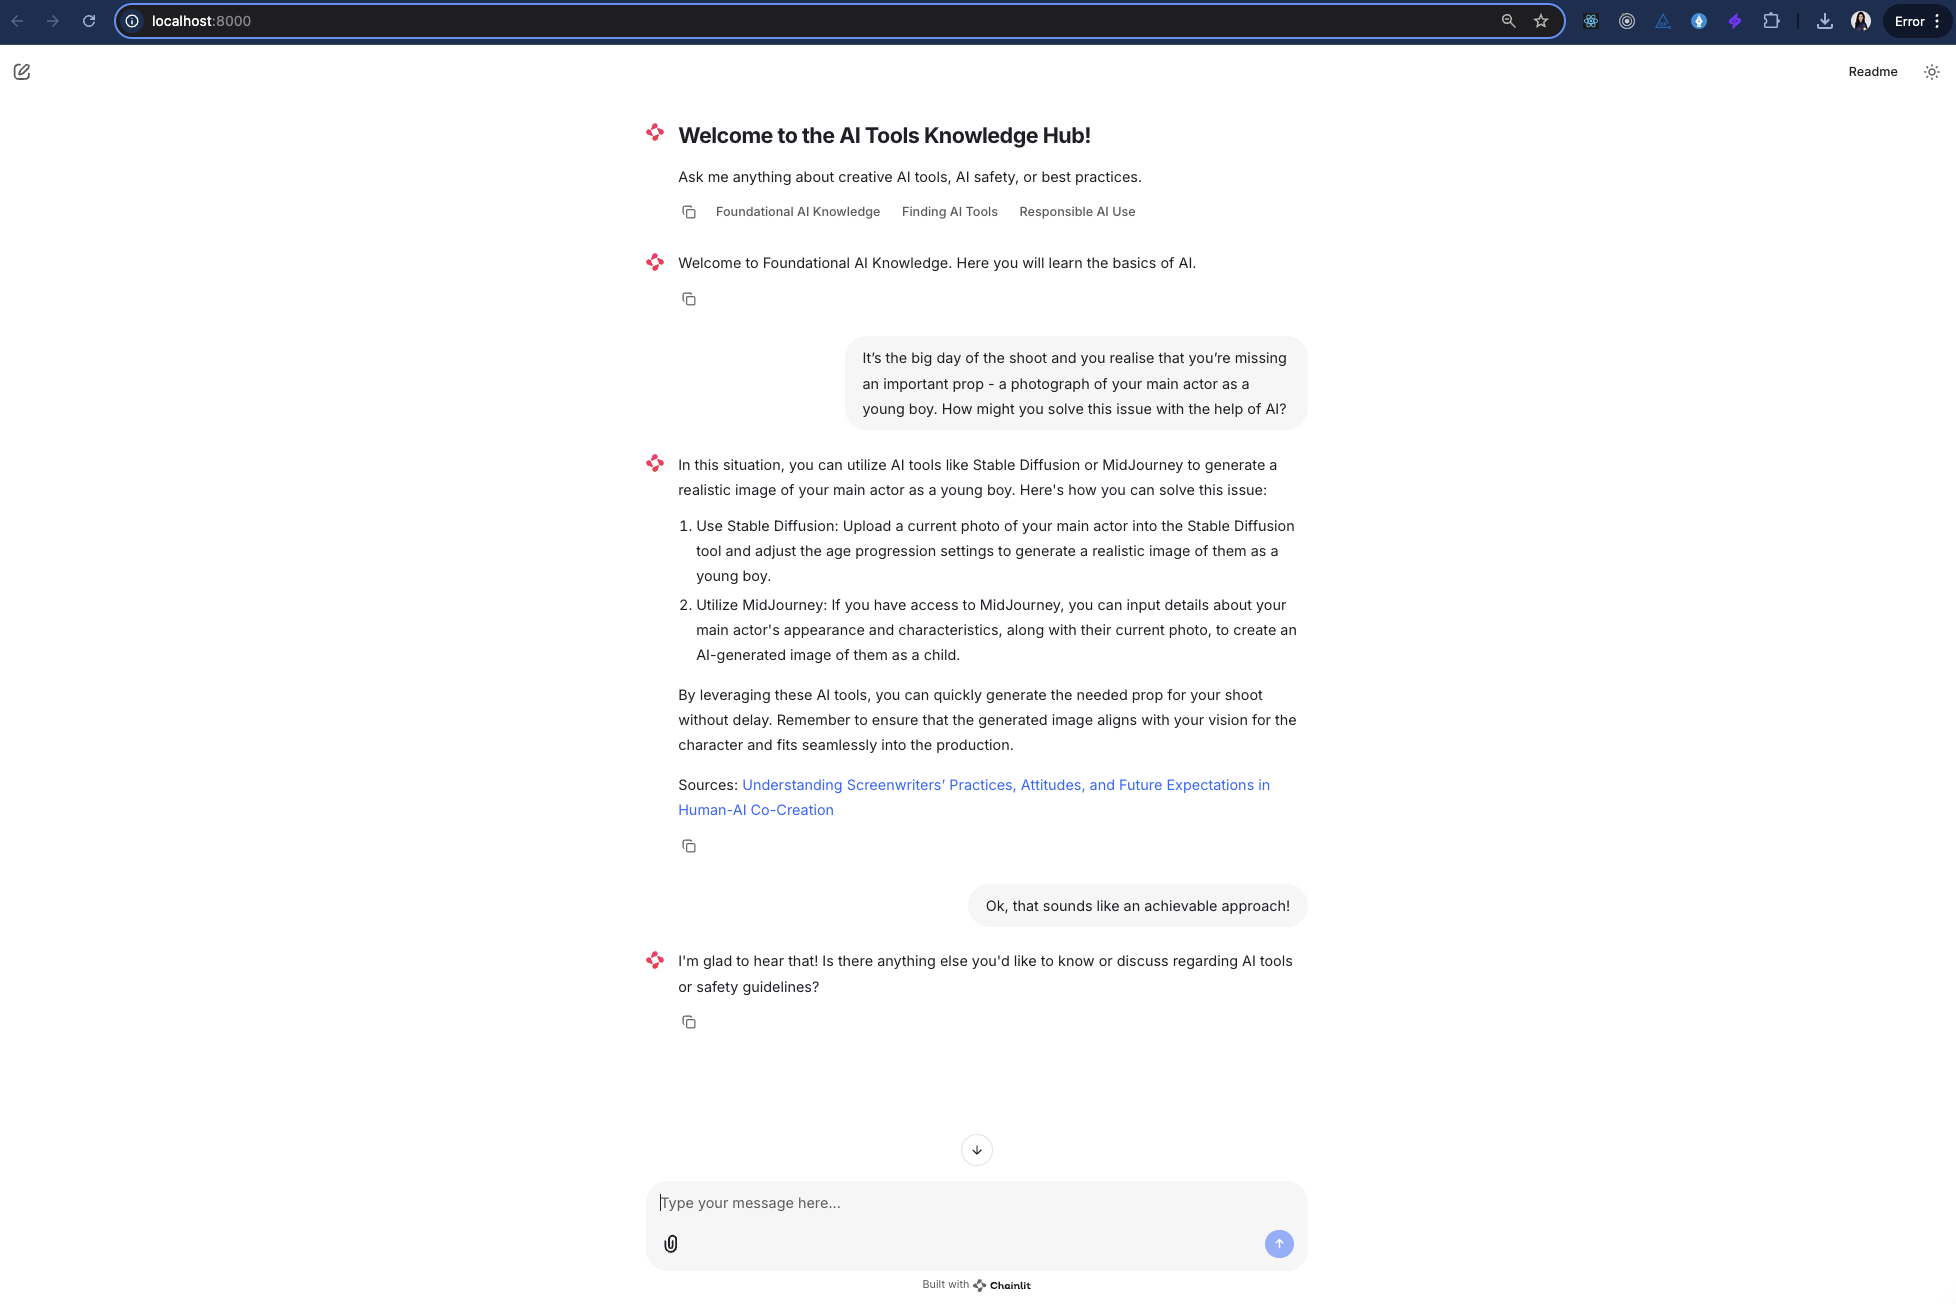 localhost:8000
Error
Readme
Welcome to the AI Tools Knowledge Hub!
Ask me anything about creative AI tools, AI safety, or best practices.
Foundational AI Knowledge Finding AI Tools Responsible AI Use
Welcome to Foundational AI Knowledge. Here you will learn the basics of AI.
It’s the big day of the shoot and you realise that you’re missing
an important prop - a photograph of your main actor as a
young boy. How might you solve this issue with the help of AI?
In this situation, you can utilize AI tools like Stable Diffusion or MidJourney to generate a
realistic image of your main actor as a young boy. Here's how you can solve this issue:
1. Use Stable Diffusion: Upload a current photo of your main actor into the Stable Diffusion
tool and adjust the age progression settings to generate a realistic image of them as a
young boy.
2. Utilize MidJourney: If you have access to MidJourney, you can input details about your
main actor's appearance and characteristics, along with their current photo, to create an
AI-generated image of them as a child.
By leveraging these AI tools, you can quickly generate the needed prop for your shoot
without delay. Remember to ensure that the generated image aligns with your vision for the
character and fits seamlessly into the production.
Sources: Understanding Screenwriters’ Practices, Attitudes, and Future Expectations in
Human-AI Co-Creation
Ok, that sounds like an achievable approach!
I'm glad to hear that! Is there anything else you'd like to know or discuss regarding AI tools
or safety guidelines?
Type your message here...
Built with Chainlit